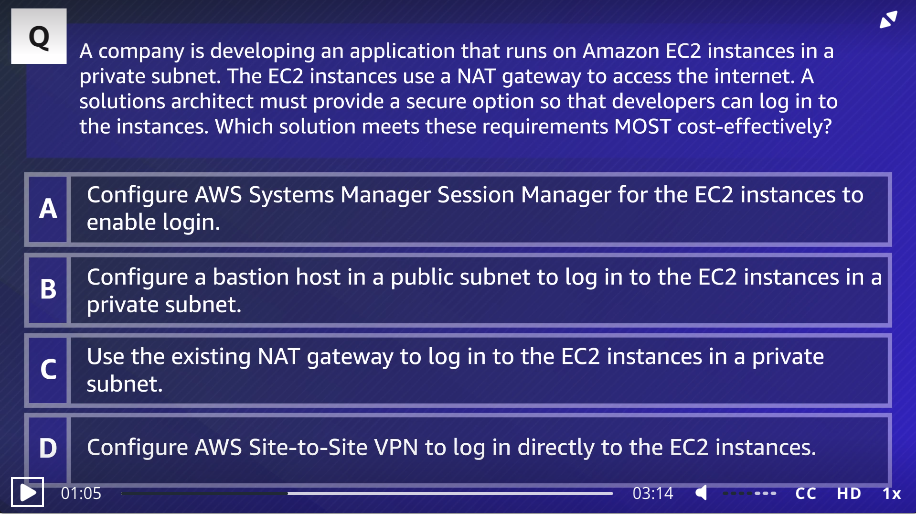 Q
A company is developing an application that runs on Amazon EC2 instances in a
private subnet. The EC2 instances use a NAT gateway to access the internet. A
solutions architect must provide a secure option so that developers can log in to
the instances. Which solution meets these requirements MOST cost-effectively?
A
Configure AWS Systems Manager Session Manager for the EC2 instances to
enable login.
B
Configure a bastion host in a public subnet to log in to the EC2 instances in a
private subnet.
C
Use the existing NAT gateway to log in to the EC2 instances in a private
subnet.
D
Configure AWS Site-to-Site VPN to log in directly to the EC2 instances.
01:05
03:14
CC
HD
1x